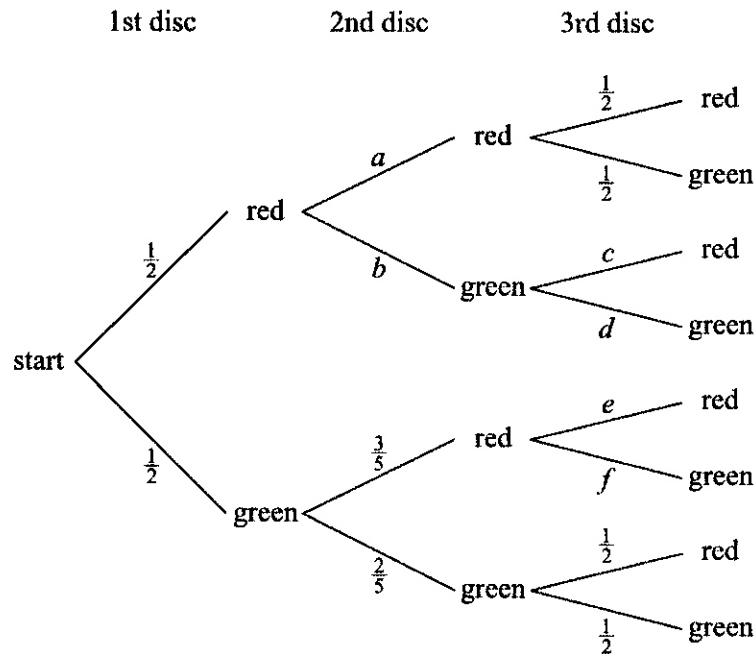 1st disc 2nd disc 3rd disc
1/2 red
a red
1/2 green
1/2 red
b c red
green
d green
start
e red
1/2 3/5 red
f green
green
2/5 1/2 red
green
1/2 green